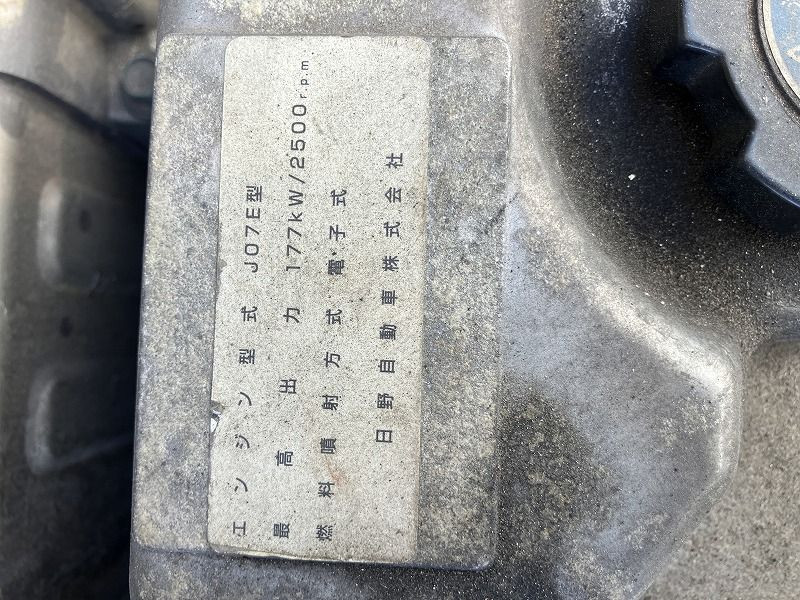 エンジン型式 J07E型
最高出力 177kW/2500r.p.m
燃料噴射方式 電子式
日野自動車株式会社